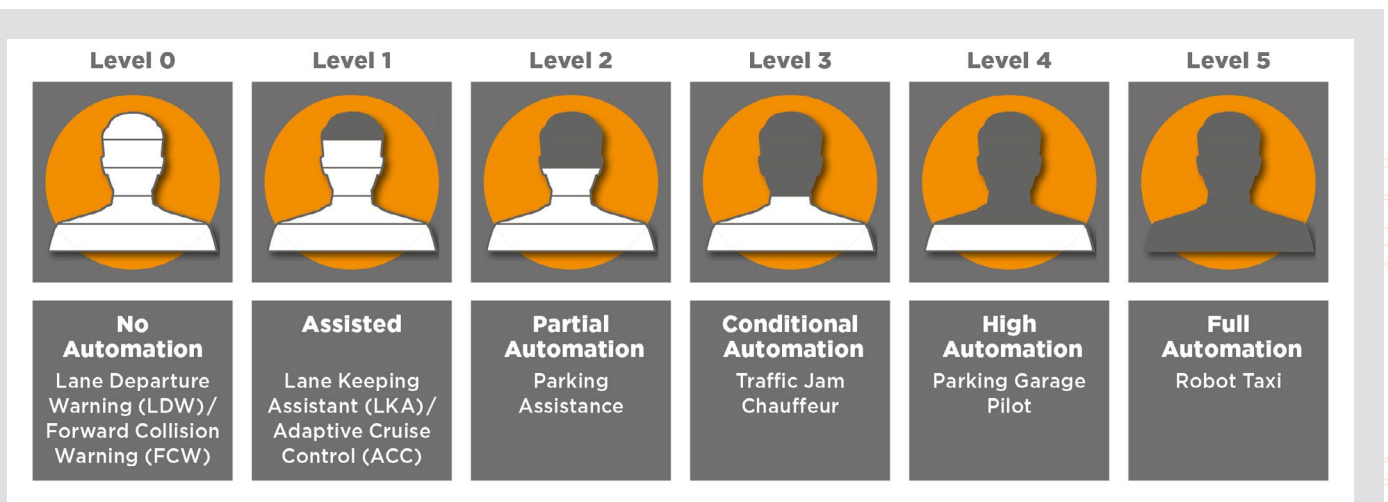 Level 0
Level 1
Level 2
Level 3
Level 4
Level 5
No
Automation
Lane Departure
Warning (LDW)/
Forward Collision
Warning (FCW)
Assisted
Lane Keeping
Assistant (LKA)/
Adaptive Cruise
Control (ACC)
Partial
Automation
Parking
Assistance
Conditional
Automation
Traffic Jam
Chauffeur
High
Automation
Parking Garage
Pilot
Full
Automation
Robot Taxi